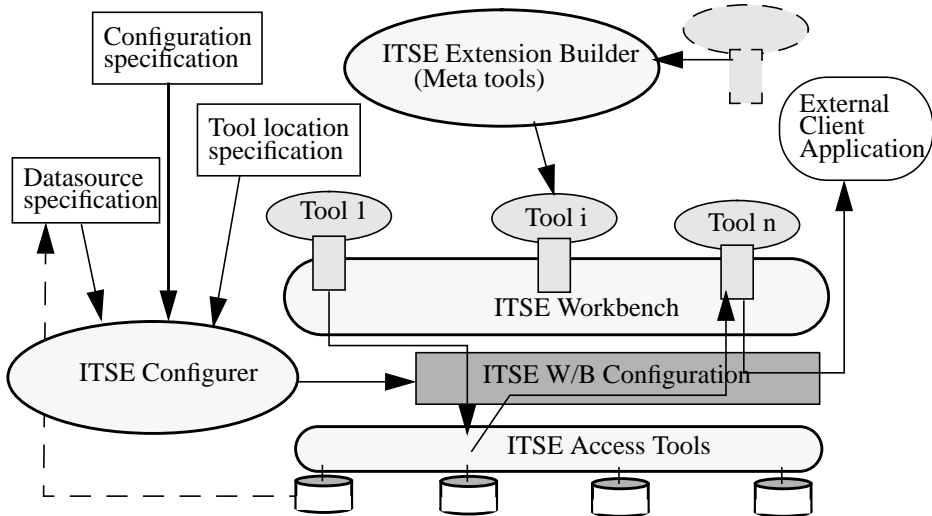 Configuration
specification
ITSE Extension Builder
(Meta tools)
External
Client
Application
Tool location
specification
Datasource
specification
Tool 1
Tool i
Tool n
ITSE Workbench
ITSE Configurer
ITSE W/B Configuration
ITSE Access Tools